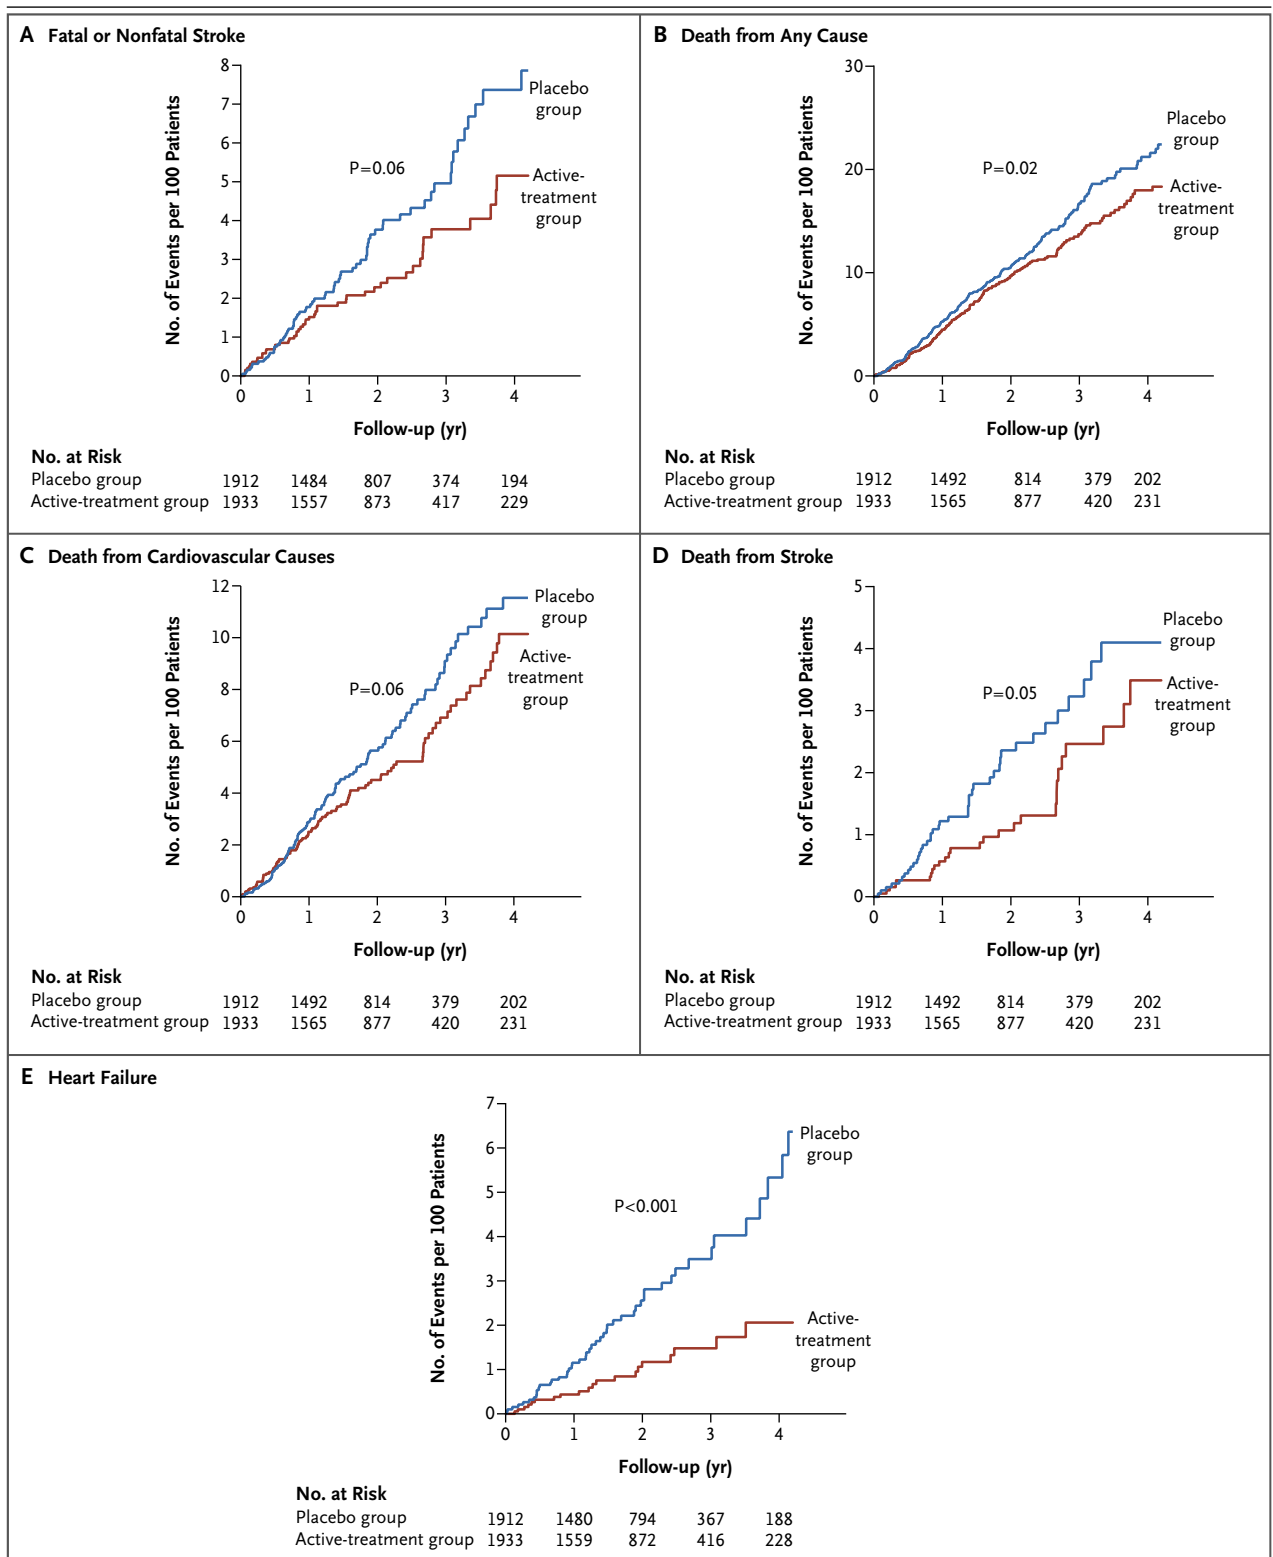 A Fatal or Nonfatal Stroke
No. of Events per 100 Patients
8
7
6
5
4
3
2
1
0
P=0.06
Placebo
group
Active-
treatment
group
0 1 2 3 4
Follow-up (yr)
No. at Risk
Placebo group 1912 1484 807 374 194
Active-treatment group 1933 1557 873 417 229
B Death from Any Cause
No. of Events per 100 Patients
30
20
10
0
P=0.02
Placebo
group
Active-
treatment
group
0 1 2 3 4
Follow-up (yr)
No. at Risk
Placebo group 1912 1492 814 379 202
Active-treatment group 1933 1565 877 420 231
C Death from Cardiovascular Causes
No. of Events per 100 Patients
12
10
8
6
4
2
0
P=0.06
Placebo
group
Active-
treatment
group
0 1 2 3 4
Follow-up (yr)
No. at Risk
Placebo group 1912 1492 814 379 202
Active-treatment group 1933 1565 877 420 231
D Death from Stroke
No. of Events per 100 Patients
5
4
3
2
1
0
P=0.05
Placebo
group
Active-
treatment
group
0 1 2 3 4
Follow-up (yr)
No. at Risk
Placebo group 1912 1492 814 379 202
Active-treatment group 1933 1565 877 420 231
E Heart Failure
No. of Events per 100 Patients
7
6
5
4
3
2
1
0
P<0.001
Placebo
group
Active-
treatment
group
0 1 2 3 4
Follow-up (yr)
No. at Risk
Placebo group 1912 1480 794 367 188
Active-treatment group 1933 1559 872 416 228